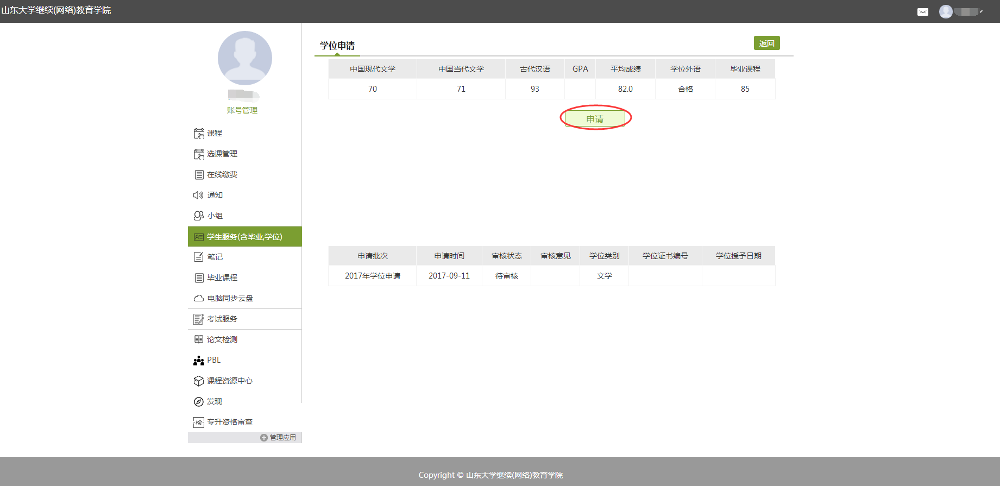 山东大学继续(网络)教育学院
账号管理
课程
选课管理
在线缴费
通知
小组
学生服务(含毕业,学位)
笔记
毕业课程
电脑同步云盘
考试服务
论文检测
PBL
课程资源中心
发现
检 专升资格审查
管理应用
学位申请
返回
中国现代文学 中国当代文学 古代汉语 GPA 平均成绩 学位外语 毕业课程
70 71 93 82.0 合格 85
申请
申请批次 申请时间 审核状态 审核意见 学位类别 学位证书编号 学位授予日期
2017年学位申请 2017-09-11 待审核 文学
Copyright © 山东大学继续(网络)教育学院